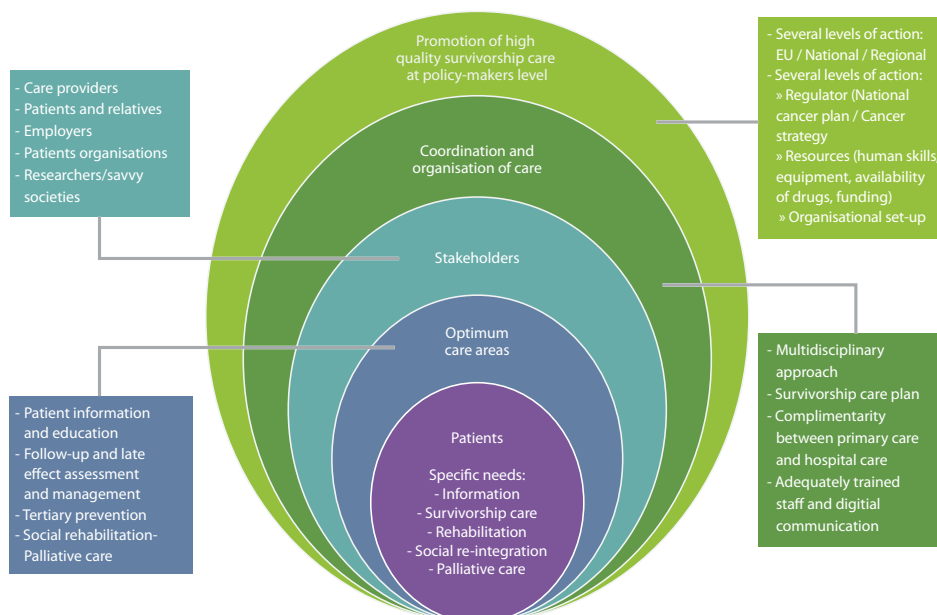 Promotion of high
quality survivorship care
at policy-makers level
Coordination and
organisation of care
Stakeholders
Optimum
care areas
Patients
Specific needs:
- Information
- Survivorship care
- Rehabilitation
- Social re-integration
- Palliative care
- Care providers
- Patients and relatives
- Employers
- Patients organisations
- Researchers/savvy
societies
- Patient information
and education
- Follow-up and late
effect assessment
and management
- Tertiary prevention
- Social rehabilitation-
Palliative care
- Several levels of action:
EU / National / Regional
- Several levels of action:
» Regulator (National
cancer plan / Cancer
strategy
» Resources (human skills,
equipment, availability
of drugs, funding)
» Organisational set-up
- Multidisciplinary
approach
- Survivorship care plan
- Complimentarity
between primary care
and hospital care
- Adequately trained
staff and digitial
communication